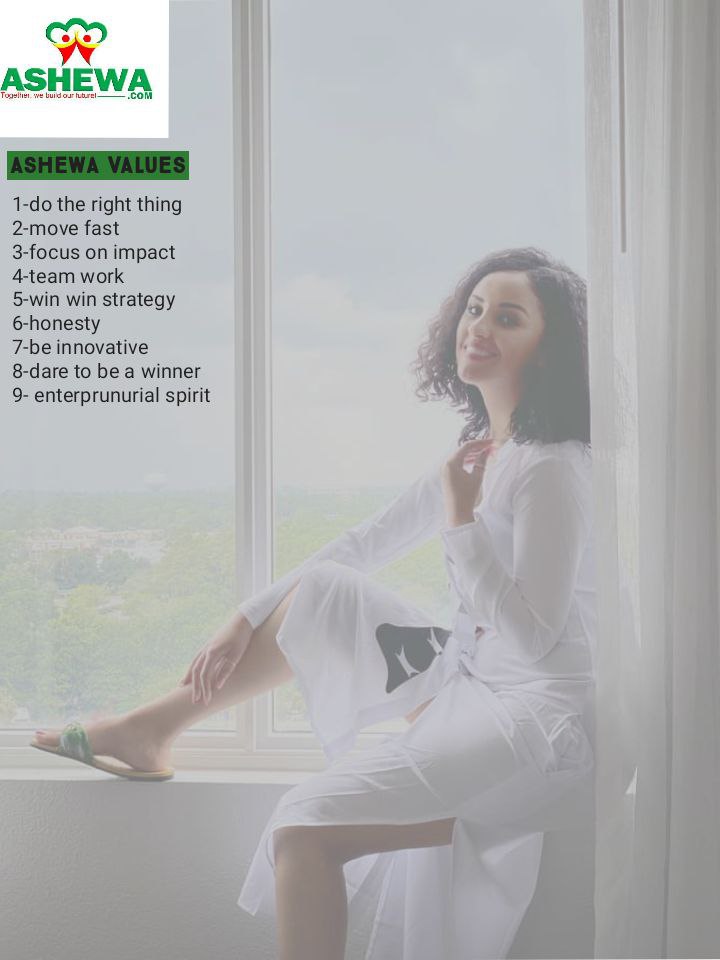 ASHEWA
Together, we build our future!
.COM
ASHEWA VALUES
1-do the right thing
2-move fast
3-focus on impact
4-team work
5-win win strategy
6-honesty
7-be innovative
8-dare to be a winner
9- enterprunurial spirit